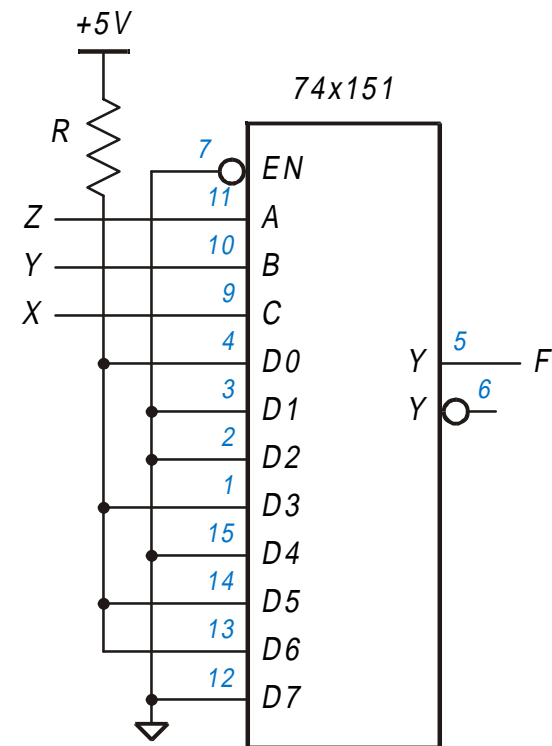 +5V
74x151
R
7 EN
Z 11 A
Y 10 B
X 9 C
4 D0 Y 5 F
3 D1 Y 6
2 D2
1 D3
15 D4
14 D5
13 D6
12 D7